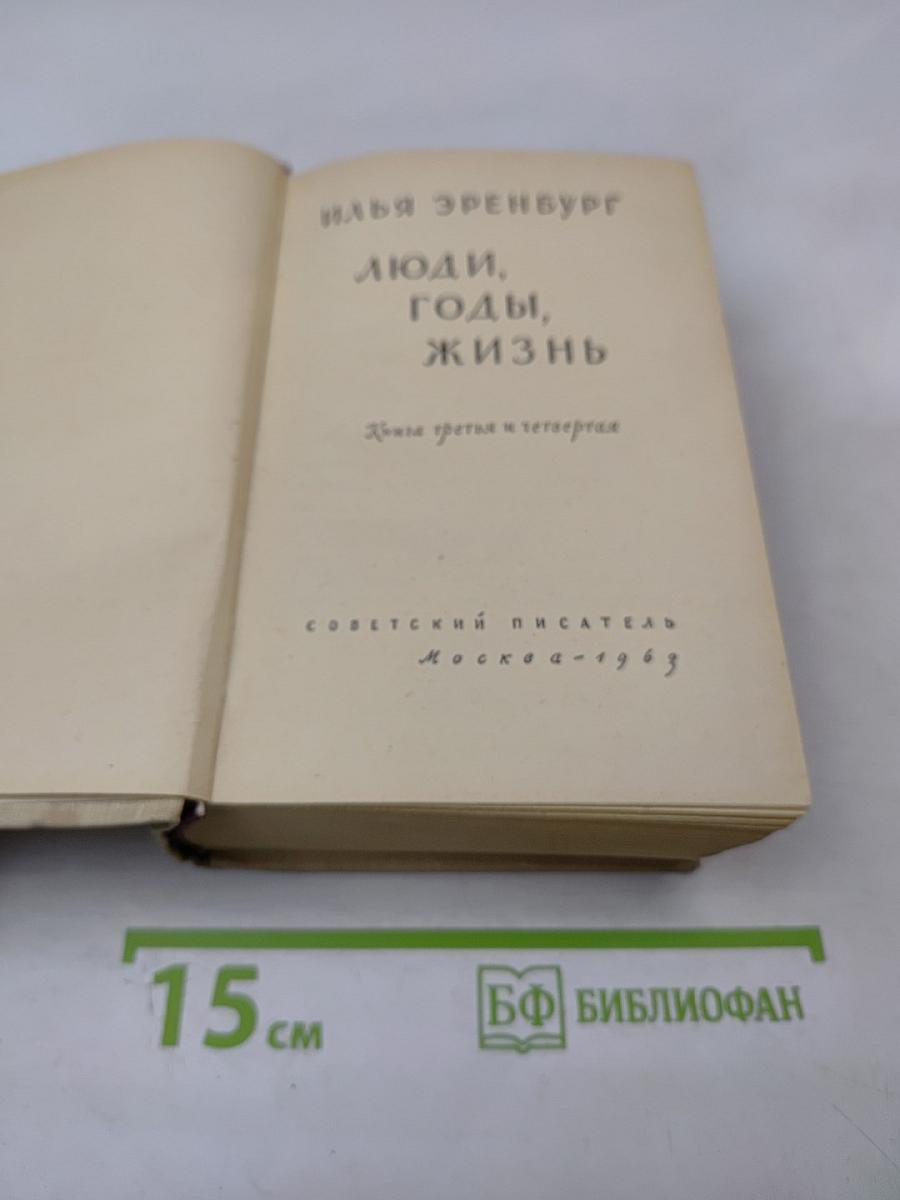 ИЛЬЯ ЭРЕНБУРГ
ЛЮДИ,
ГОДЫ,
ЖИЗНЬ
Книга третья и четвертая
СОВЕТСКИЙ ПИСАТЕЛЬ
Москва-1963
15 см
БФ БИБЛИОФАН